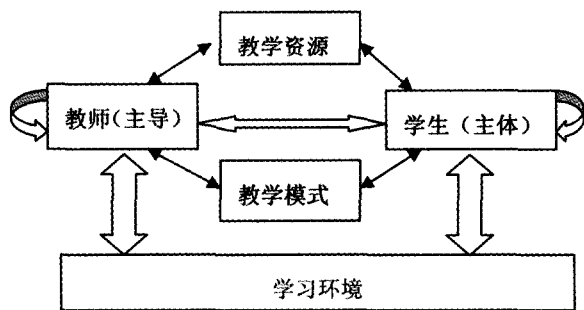 教学资源
教师(主导)
学生（主体）
教学模式
学习环境